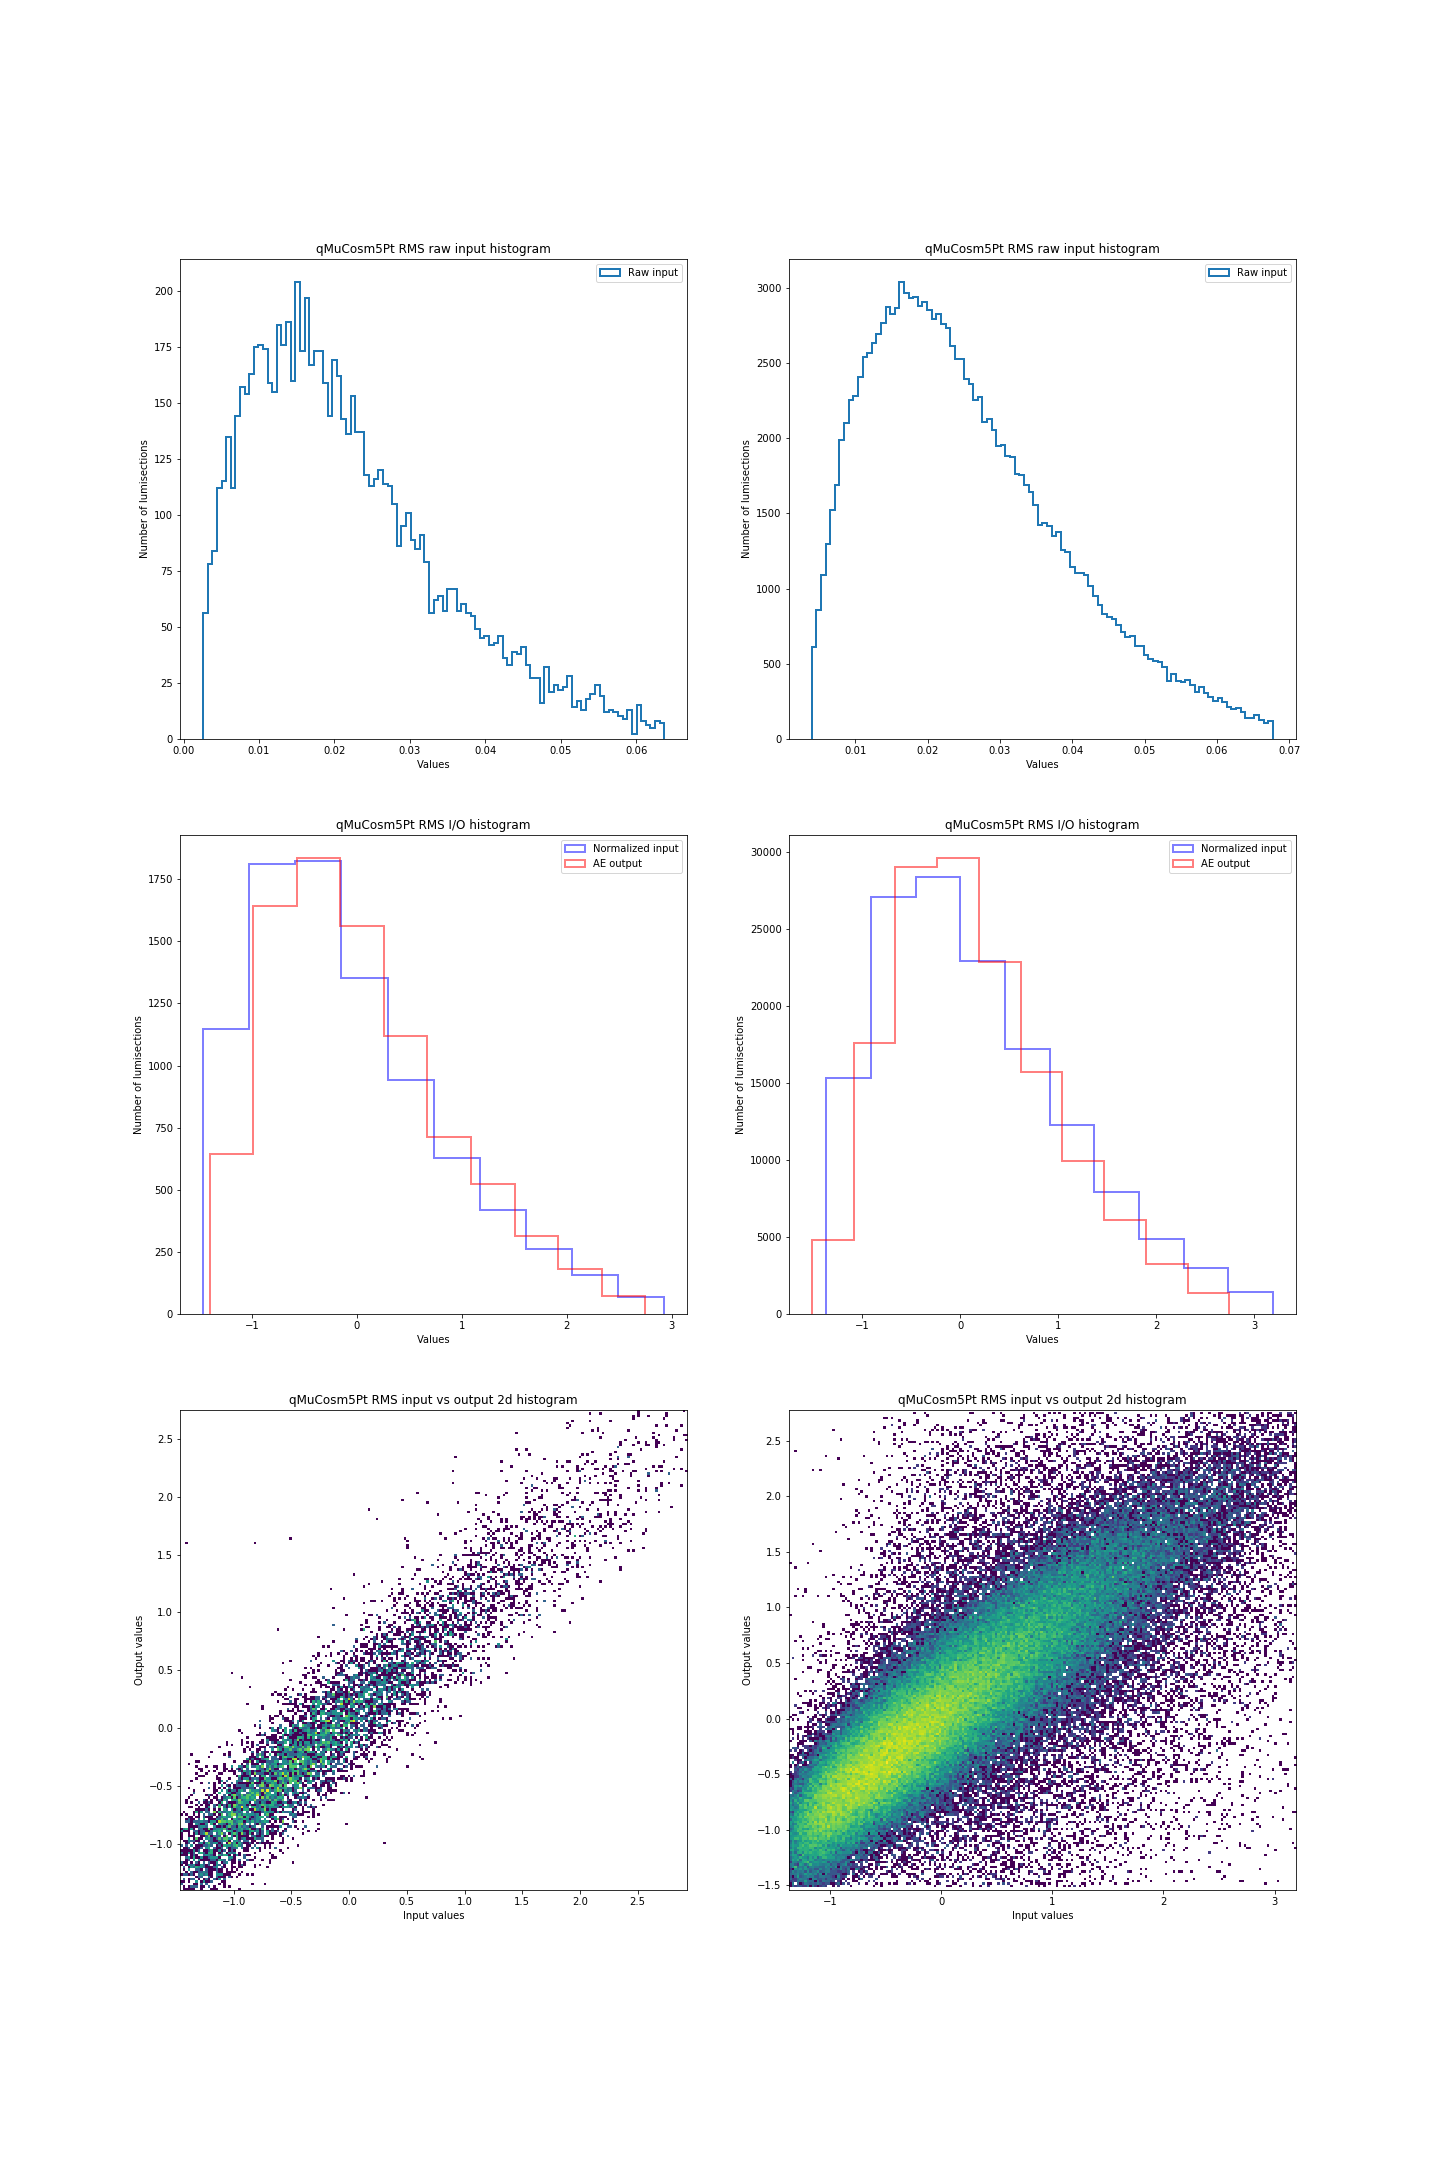 qMuCosm5Pt RMS raw input histogram
Raw input
Number of lumisections
200
175
150
125
100
75
50
25
0
0.00 0.01 0.02 0.03 0.04 0.05 0.06
Values
qMuCosm5Pt RMS raw input histogram
Raw input
Number of lumisections
3000
2500
2000
1500
1000
500
0
0.01 0.02 0.03 0.04 0.05 0.06 0.07
Values
qMuCosm5Pt RMS I/O histogram
Normalized input
AE output
Number of lumisections
1750
1500
1250
1000
750
500
250
0
−1 0 1 2 3
Values
qMuCosm5Pt RMS I/O histogram
Normalized input
AE output
Number of lumisections
30000
25000
20000
15000
10000
5000
0
−1 0 1 2 3
Values
qMuCosm5Pt RMS input vs output 2d histogram
Output values
2.5
2.0
1.5
1.0
0.5
0.0
−0.5
−1.0
−1.0 −0.5 0.0 0.5 1.0 1.5 2.0 2.5
Input values
qMuCosm5Pt RMS input vs output 2d histogram
Output values
2.5
2.0
1.5
1.0
0.5
0.0
−0.5
−1.0
−1.5
−1 0 1 2 3
Input values